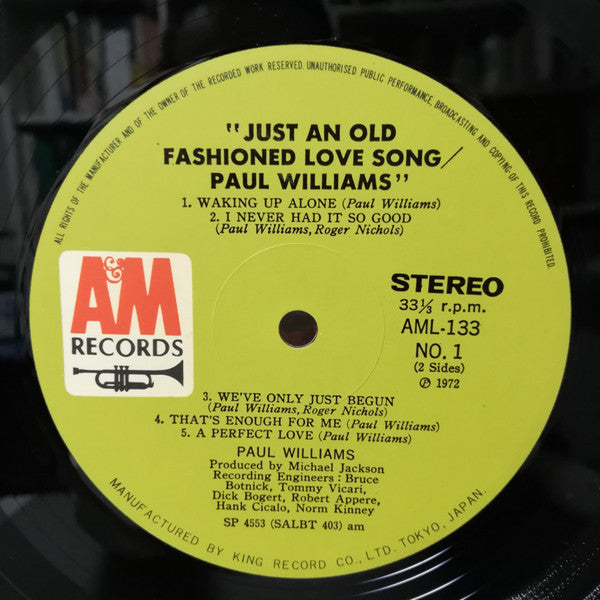 ALL RIGHTS OF THE MANUFACTURER AND OF THE OWNER OF THE RECORDED WORK RESERVED. UNAUTHORISED PUBLIC PERFORMANCE, BROADCASTING AND COPYING OF THIS RECORD PROHIBITED.
"JUST AN OLD
FASHIONED LOVE SONG/
PAUL WILLIAMS"
1. WAKING UP ALONE (Paul Williams)
2. I NEVER HAD IT SO GOOD
(Paul Williams, Roger Nichols)
A&M
RECORDS
STEREO
33⅓ r.p.m.
AML-133
NO. 1
(2 Sides)
Ⓟ 1972
3. WE'VE ONLY JUST BEGUN
(Paul Williams, Roger Nichols)
4. THAT'S ENOUGH FOR ME (Paul Williams)
5. A PERFECT LOVE (Paul Williams)
PAUL WILLIAMS
Produced by Michael Jackson
Recording Engineers : Bruce
Botnick, Tommy Vicari,
Dick Bogert, Robert Appere,
Hank Cicalo, Norm Kinney
SP 4553 (SALBT 403) am
MANUFACTURED BY KING RECORD CO., LTD. TOKYO, JAPAN.